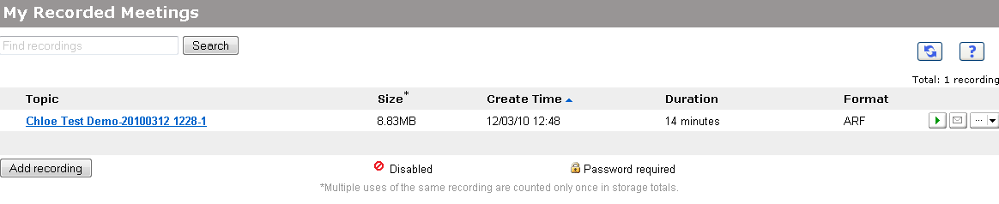 My Recorded Meetings
Find recordings Search
Total: 1 recording
Topic Size* Create Time Duration Format
Chloe Test Demo-20100312 1228-1 8.83MB 12/03/10 12:48 14 minutes ARF
Add recording Disabled Password required
*Multiple uses of the same recording are counted only once in storage totals.